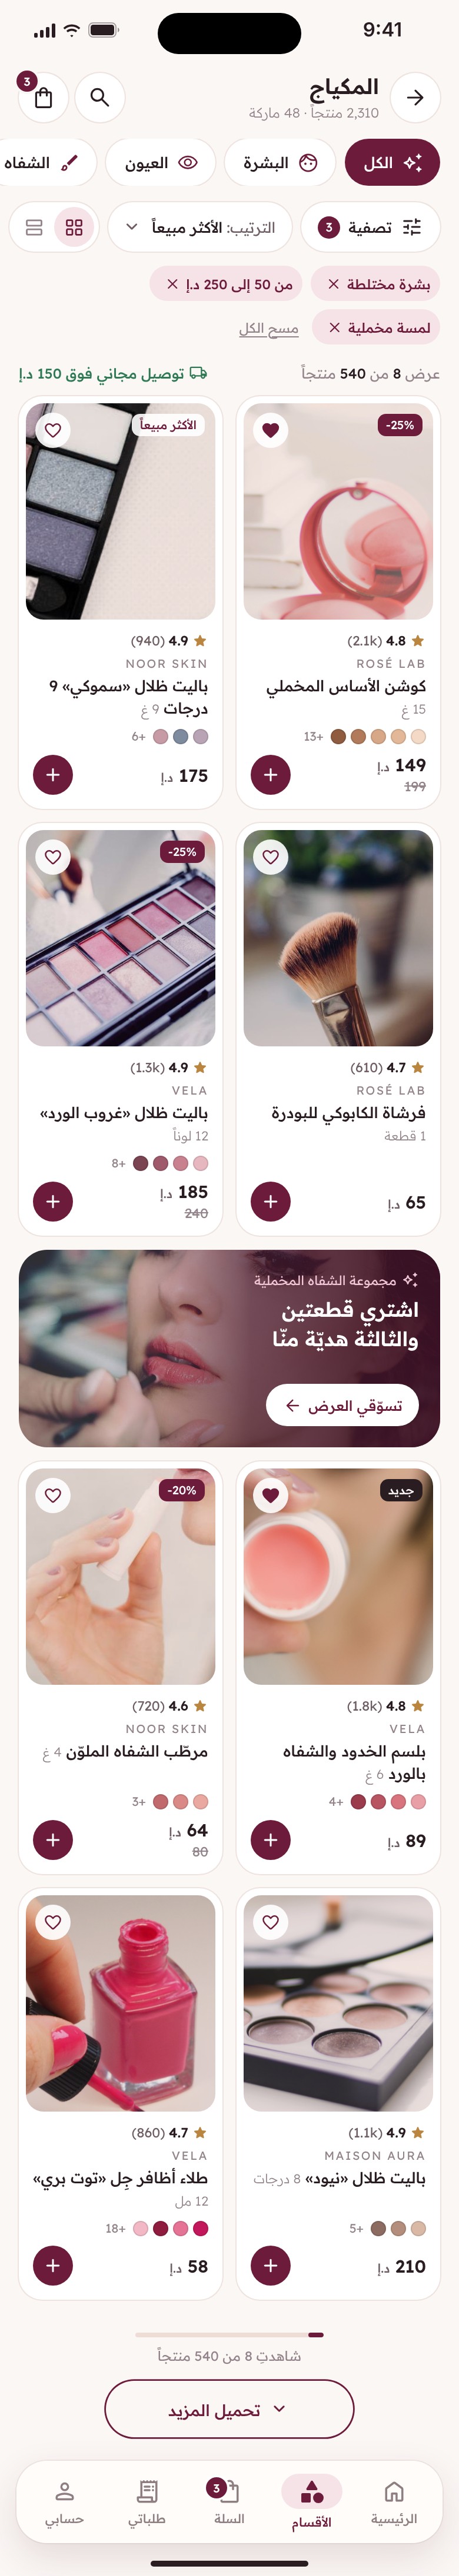 9:41
المكياج
2,310 منتجاً · 48 ماركة
3
الكل
البشرة
العيون
الشفاه
تصفية 3
الترتيب: الأكثر مبيعاً
بشرة مختلطة
من 50 إلى 250 د.إ
لمسة مخملية
مسح الكل
عرض 8 من 540 منتجاً
توصيل مجاني فوق 150 د.إ
-25%
4.8 (2.1k)
ROSÉ LAB
كوشن الأساس المخملي
15 غ
+13
149 د.إ
199
الأكثر مبيعاً
4.9 (940)
NOOR SKIN
باليت ظلال «سموكي» 9
درجات 9 غ
+6
175 د.إ
4.7 (610)
ROSÉ LAB
فرشاة الكابوكي للبودرة
1 قطعة
65 د.إ
-25%
4.9 (1.3k)
VELA
باليت ظلال «غروب الورد»
12 لوناً
+8
185 د.إ
240
مجموعة الشفاه المخملية
اشتري قطعتين
والثالثة هديّة منّا
تسوّقي العرض
جديد
4.8 (1.8k)
VELA
بلسم الخدود والشفاه
بالورد 6 غ
+4
89 د.إ
-20%
4.6 (720)
NOOR SKIN
مرطّب الشفاه الملوّن 4 غ
+3
64 د.إ
80
4.9 (1.1k)
MAISON AURA
باليت ظلال «نيود» 8 درجات
+5
210 د.إ
4.7 (860)
VELA
طلاء أظافر جِل «توت بري»
12 مل
+18
58 د.إ
شاهدتِ 8 من 540 منتجاً
تحميل المزيد
الرئيسية
الأقسام
3
السلة
طلباتي
حسابي